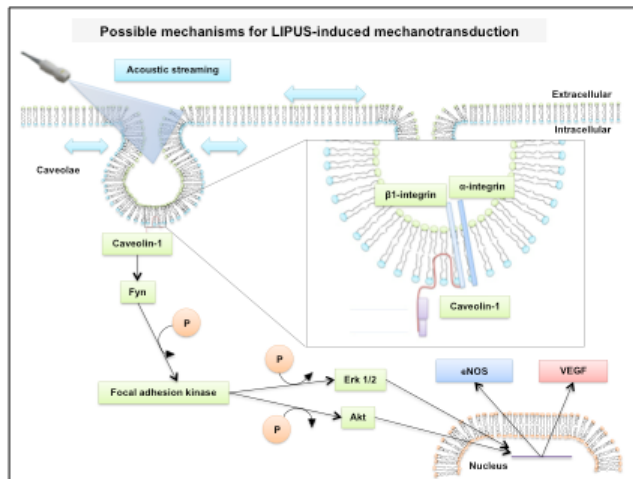 Possible mechanisms for LIPUS-induced mechanotransduction
Acoustic streaming
Extracellular
Intracellular
Caveolae
β1-integrin
α-integrin
Caveolin-1
Caveolin-1
Fyn
P
P
Focal adhesion kinase
Erk 1/2
eNOS
VEGF
Akt
P
Nucleus